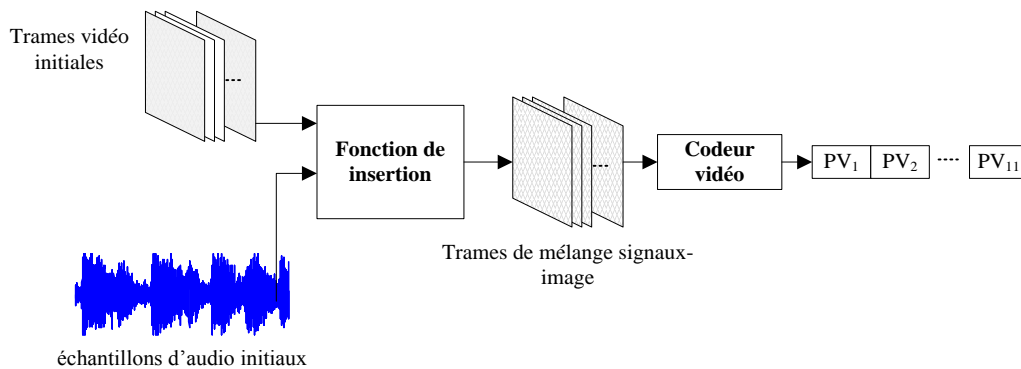 Trames vidéo
initiales
Fonction de
insertion
Codeur
vidéo
PV1 PV2 ---- PV11
Trames de mélange signaux-
image
échantillons d'audio initiaux